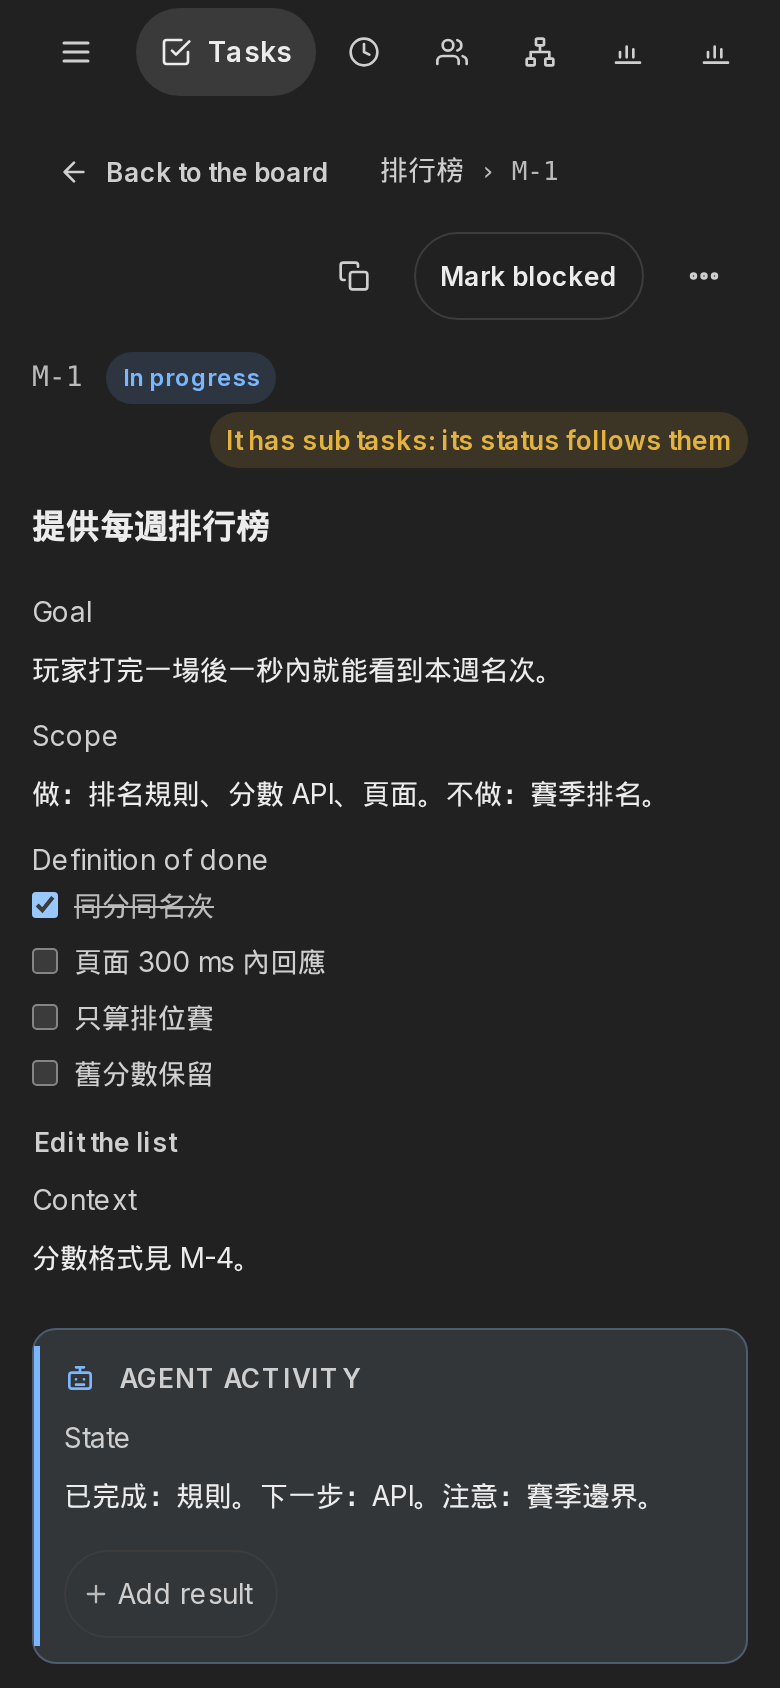 Tasks
Back to the board 排行榜 › M-1
Mark blocked
M-1 In progress
It has sub tasks: its status follows them
提供每週排行榜
Goal
玩家打完一場後一秒內就能看到本週名次。
Scope
做：排名規則、分數 API、頁面。不做：賽季排名。
Definition of done
同分同名次
頁面 300 ms 內回應
只算排位賽
舊分數保留
Edit the list
Context
分數格式見 M-4。
AGENT ACTIVITY
State
已完成：規則。下一步：API。注意：賽季邊界。
+ Add result